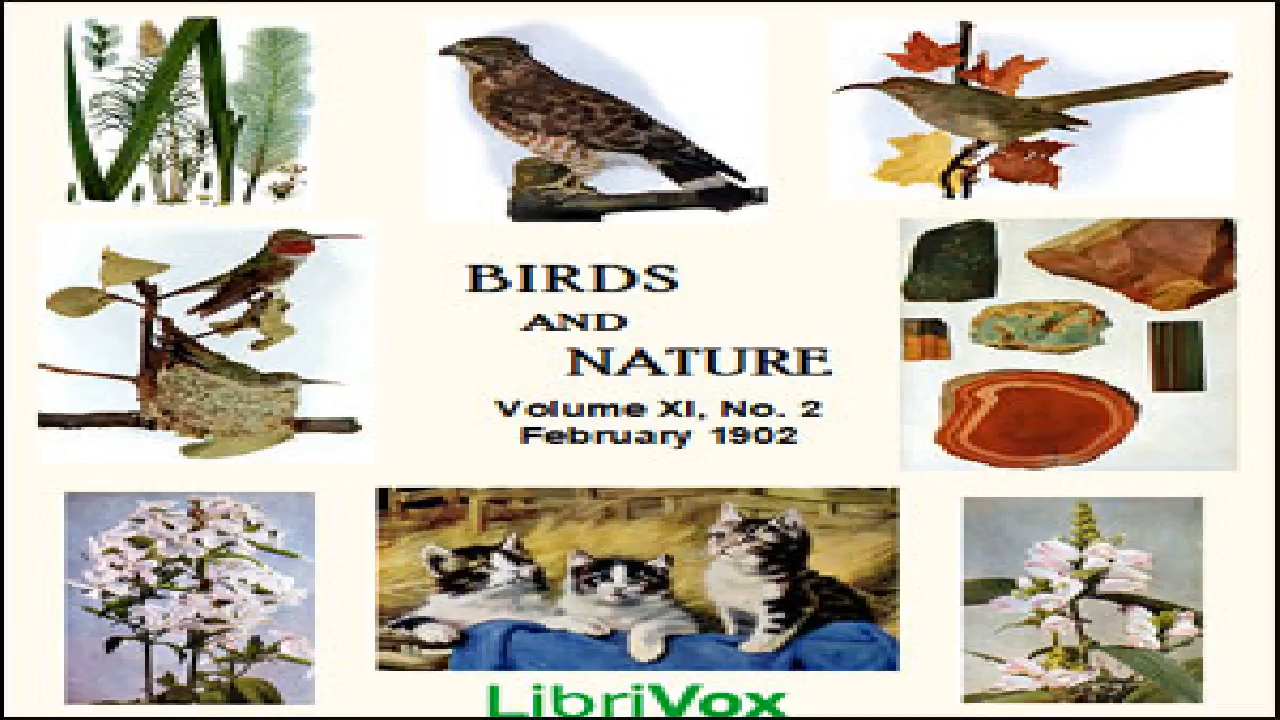 BIRDS
AND
NATURE
Volume XI, No. 2
February 1902
LibriVox